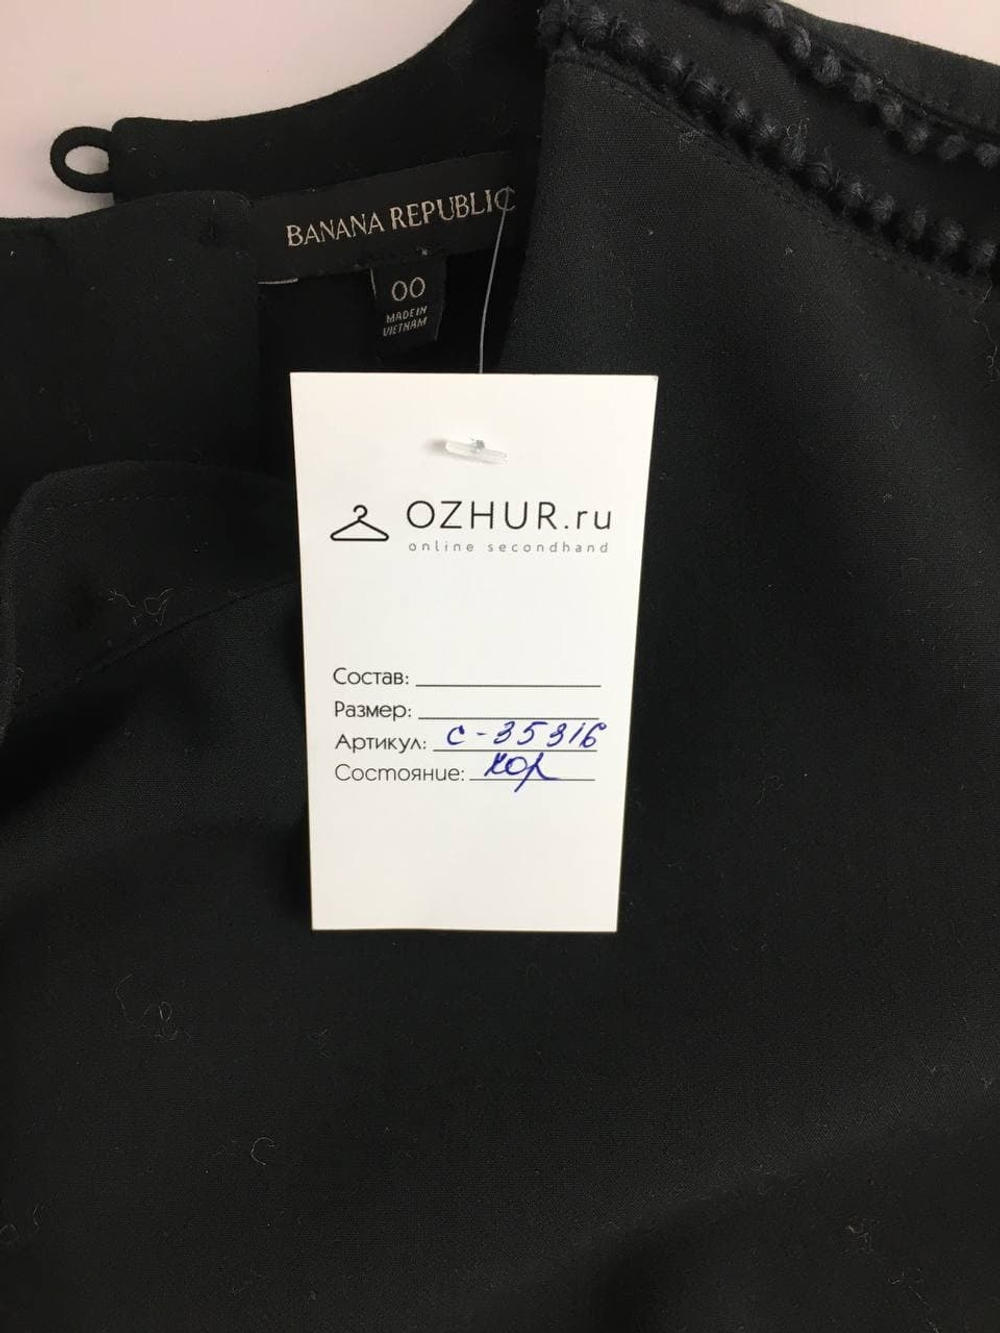 BANANA REPUBLIC
00
MADE IN
VIETNAM
OZHUR.ru
online secondhand
Состав:
Размер:
Артикул: с-35316
Состояние: хор